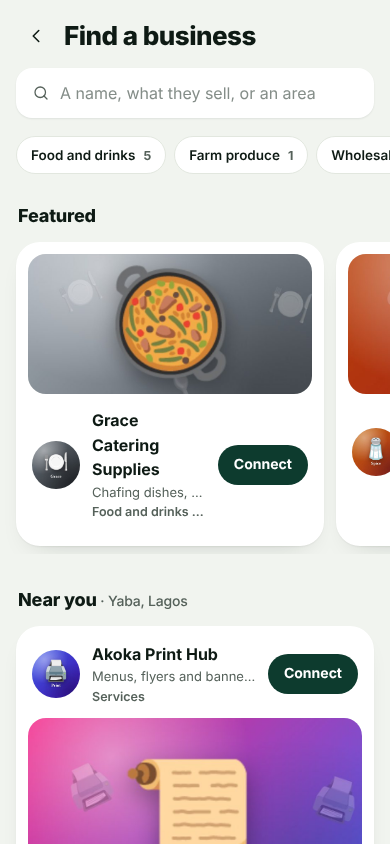 Find a business
A name, what they sell, or an area
Food and drinks 5
Farm produce 1
Featured
Grace
Catering
Supplies
Chafing dishes, ...
Food and drinks ...
Connect
Near you · Yaba, Lagos
Akoka Print Hub
Menus, flyers and banne...
Services
Connect